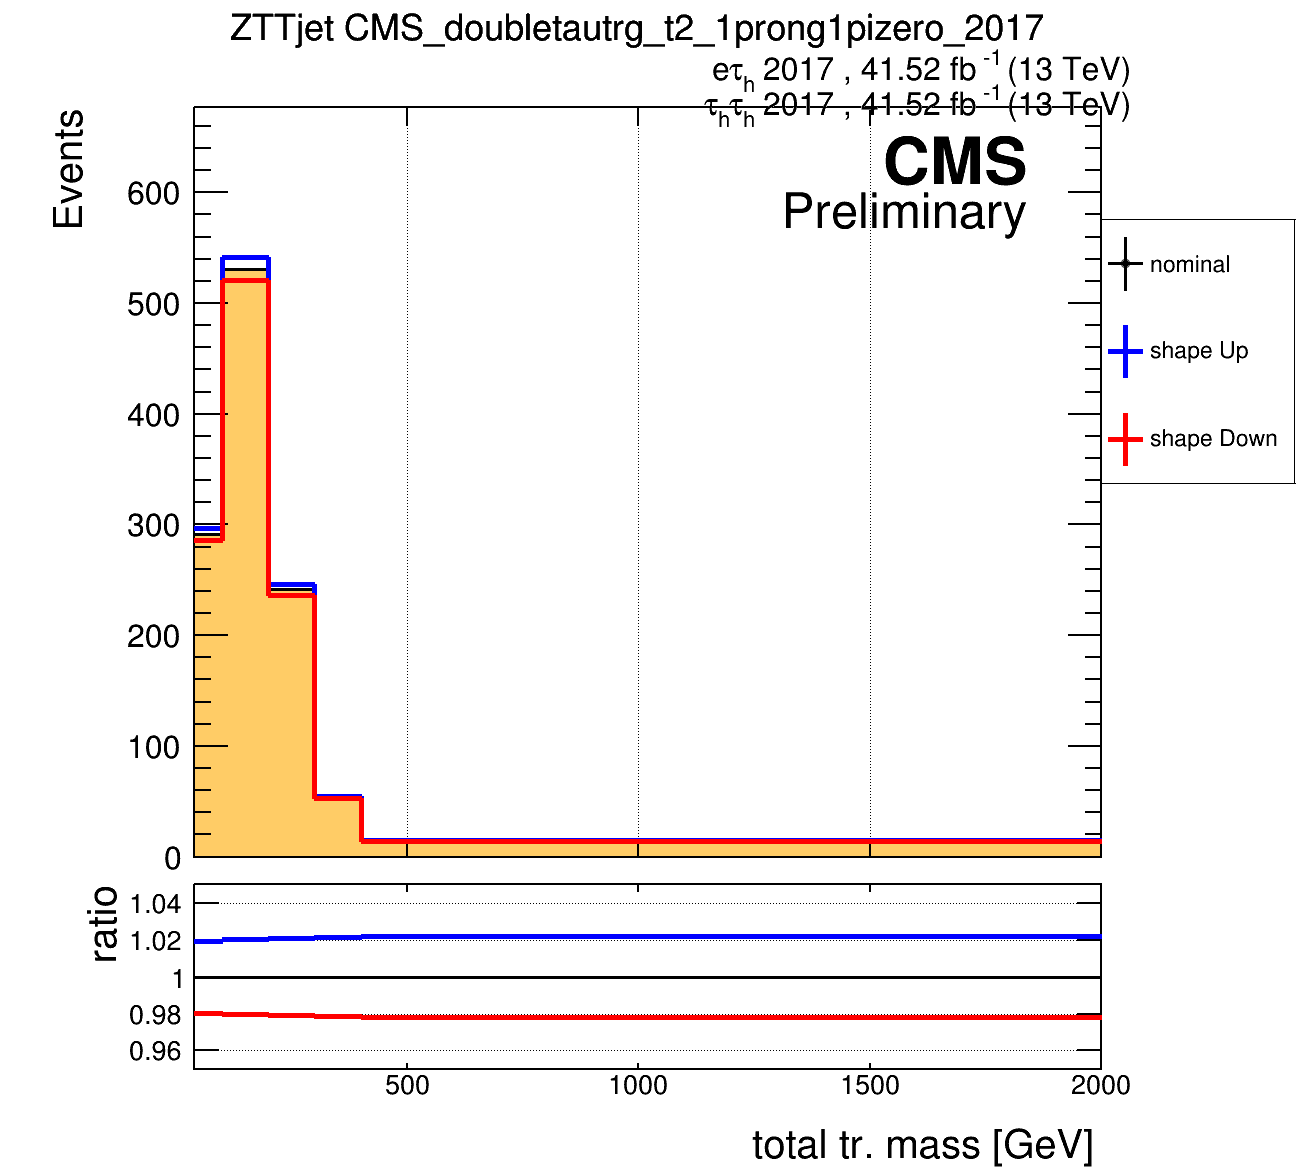 ZTTjet CMS_doubletautrg_t2_1prong1pizero_2017
eτh 2017 , 41.52 fb-1 (13 TeV)
τhτh 2017 , 41.52 fb-1 (13 TeV)
CMS
Preliminary
Events
600
500
400
300
200
100
0
nominal
shape Up
shape Down
ratio
1.04
1.02
1
0.98
0.96
500 1000 1500 2000
total tr. mass [GeV]